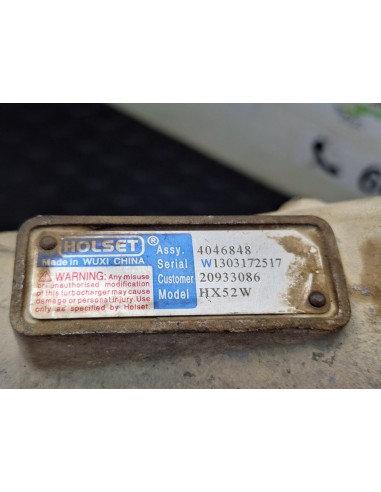 HOLSET®
Made in WUXI CHINA
⚠ WARNING: Any misuse
or unauthorised modification
of this turbocharger may cause
damage or personal injury. Use
only as specified by Holset.
Assy. 4046848
Serial W1303172517
Customer 20933086
Model HX52W